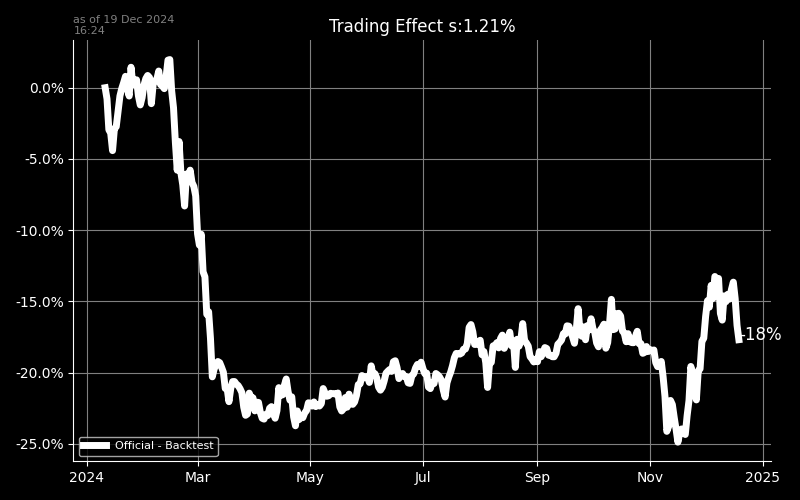 as of 19 Dec 2024
16:24
Trading Effect s:1.21%
0.0%
-5.0%
-10.0%
-15.0%
-20.0%
-25.0%
-18%
Official - Backtest
2024
Mar
May
Jul
Sep
Nov
2025